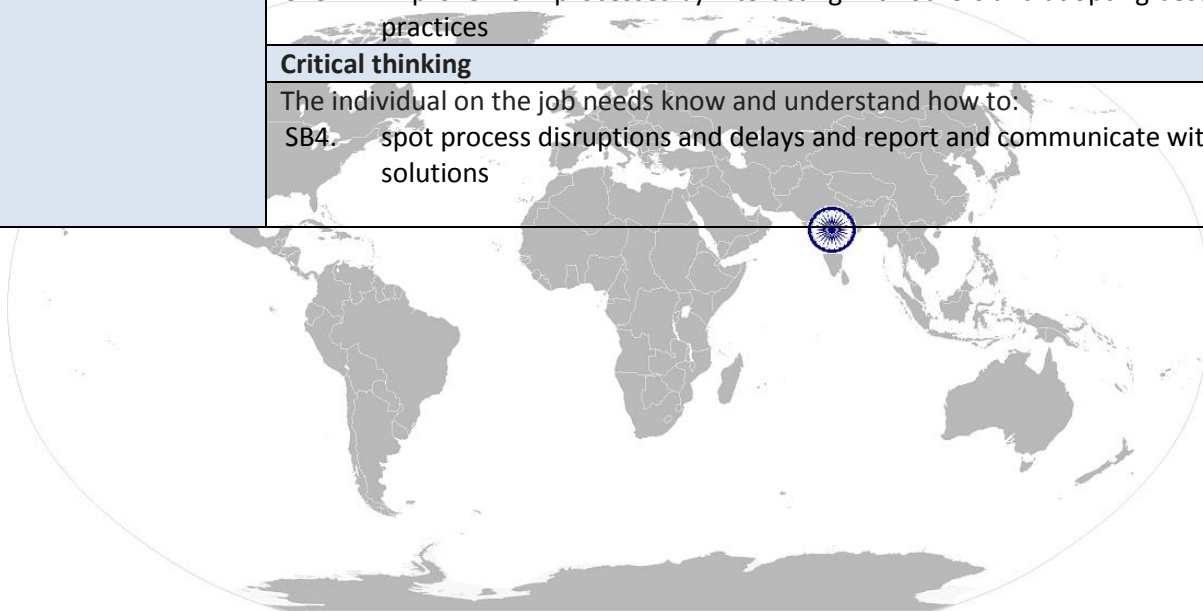 practices
Critical thinking
The individual on the job needs know and understand how to:
SB4. spot process disruptions and delays and report and communicate
solutions